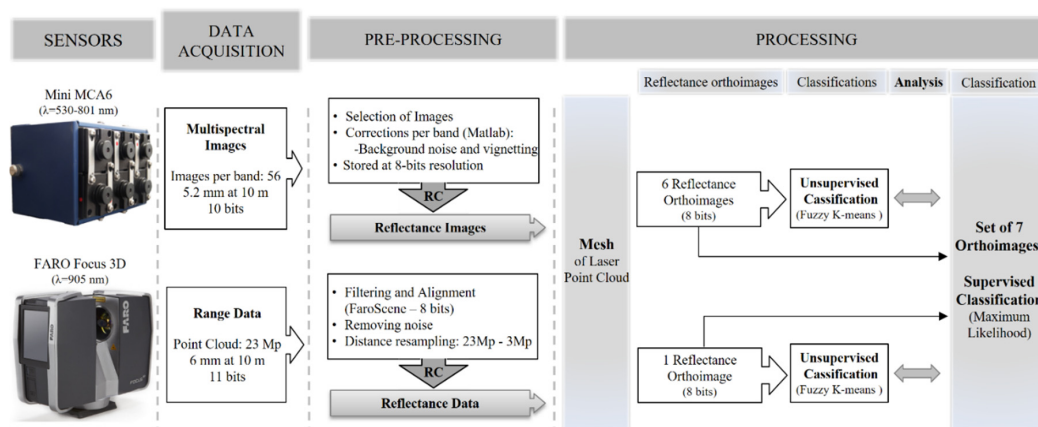 SENSORS
DATA
ACQUISITION
PRE-PROCESSING
PROCESSING
Reflectance orthoimages
Classifications
Analysis
Classification
Mini MCA6
(λ=530-801 nm)
Multispectral
Images
Images per band: 56
5.2 mm at 10 m
10 bits
• Selection of Images
• Corrections per band (Matlab):
-Background noise and vignetting
• Stored at 8-bits resolution
RC
Reflectance Images
FARO Focus 3D
(λ=905 nm)
FARO
Range Data
Point Cloud: 23 Mp
6 mm at 10 m
11 bits
• Filtering and Alignment
(FaroScene – 8 bits)
• Removing noise
• Distance resampling: 23Mp - 3Mp
RC
Reflectance Data
Mesh
of Laser
Point Cloud
6 Reflectance
Orthoimages
(8 bits)
Unsupervised
Cassification
(Fuzzy K-means )
1 Reflectance
Orthoimage
(8 bits)
Unsupervised
Cassification
(Fuzzy K-means )
Set of 7
Orthoimages
Supervised
Classification
(Maximum
Likelihood)